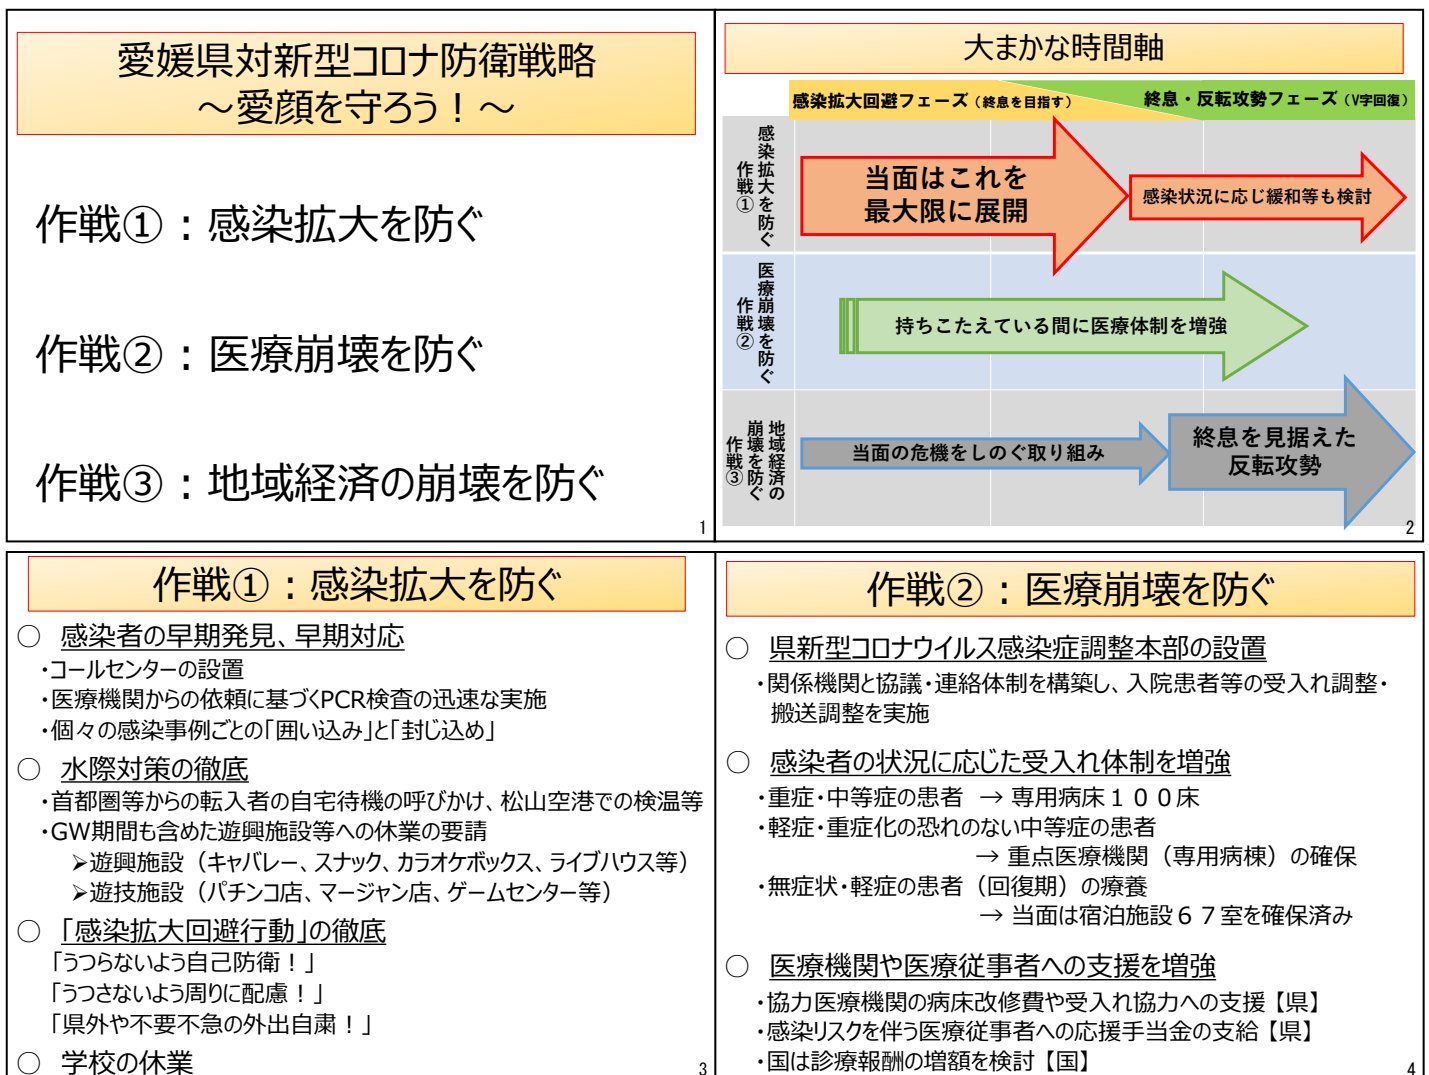 愛媛県対新型コロナ防衛戦略
～愛顔を守ろう！～
作戦①：感染拡大を防ぐ
作戦②：医療崩壊を防ぐ
作戦③：地域経済の崩壊を防ぐ
1
大まかな時間軸
感染拡大回避フェーズ（終息を目指す）
終息・反転攻勢フェーズ（V字回復）
感染拡大を防ぐ
作戦①
当面はこれを
最大限に展開
感染状況に応じ緩和等も検討
医療崩壊を防ぐ
作戦②
持ちこたえている間に医療体制を増強
地域経済の
崩壊を防ぐ
作戦③
当面の危機をしのぐ取り組み
終息を見据えた
反転攻勢
2
作戦①：感染拡大を防ぐ
○ 感染者の早期発見、早期対応
・コールセンターの設置
・医療機関からの依頼に基づくPCR検査の迅速な実施
・個々の感染事例ごとの「囲い込み」と「封じ込め」
○ 水際対策の徹底
・首都圏等からの転入者の自宅待機の呼びかけ、松山空港での検温等
・GW期間も含めた遊興施設等への休業の要請
➢遊興施設（キャバレー、スナック、カラオケボックス、ライブハウス等）
➢遊技施設（パチンコ店、マージャン店、ゲームセンター等）
○ 「感染拡大回避行動」の徹底
「うつらないよう自己防衛！」
「うつさないよう周りに配慮！」
「県外や不要不急の外出自粛！」
○ 学校の休業
3
作戦②：医療崩壊を防ぐ
○ 県新型コロナウイルス感染症調整本部の設置
・関係機関と協議・連絡体制を構築し、入院患者等の受入れ調整・
搬送調整を実施
○ 感染者の状況に応じた受入れ体制を増強
・重症・中等症の患者 → 専用病床１００床
・軽症・重症化の恐れのない中等症の患者
→ 重点医療機関（専用病棟）の確保
・無症状・軽症の患者（回復期）の療養
→ 当面は宿泊施設６７室を確保済み
○ 医療機関や医療従事者への支援を増強
・協力医療機関の病床改修費や受入れ協力への支援【県】
・感染リスクを伴う医療従事者への応援手当金の支給【県】
・国は診療報酬の増額を検討【国】
4